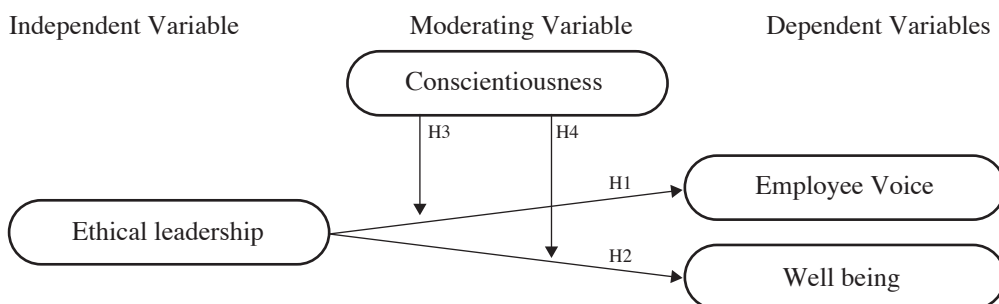 Independent Variable
Moderating Variable
Dependent Variables
Conscientiousness
H3
H4
H1
Employee Voice
Ethical leadership
H2
Well being